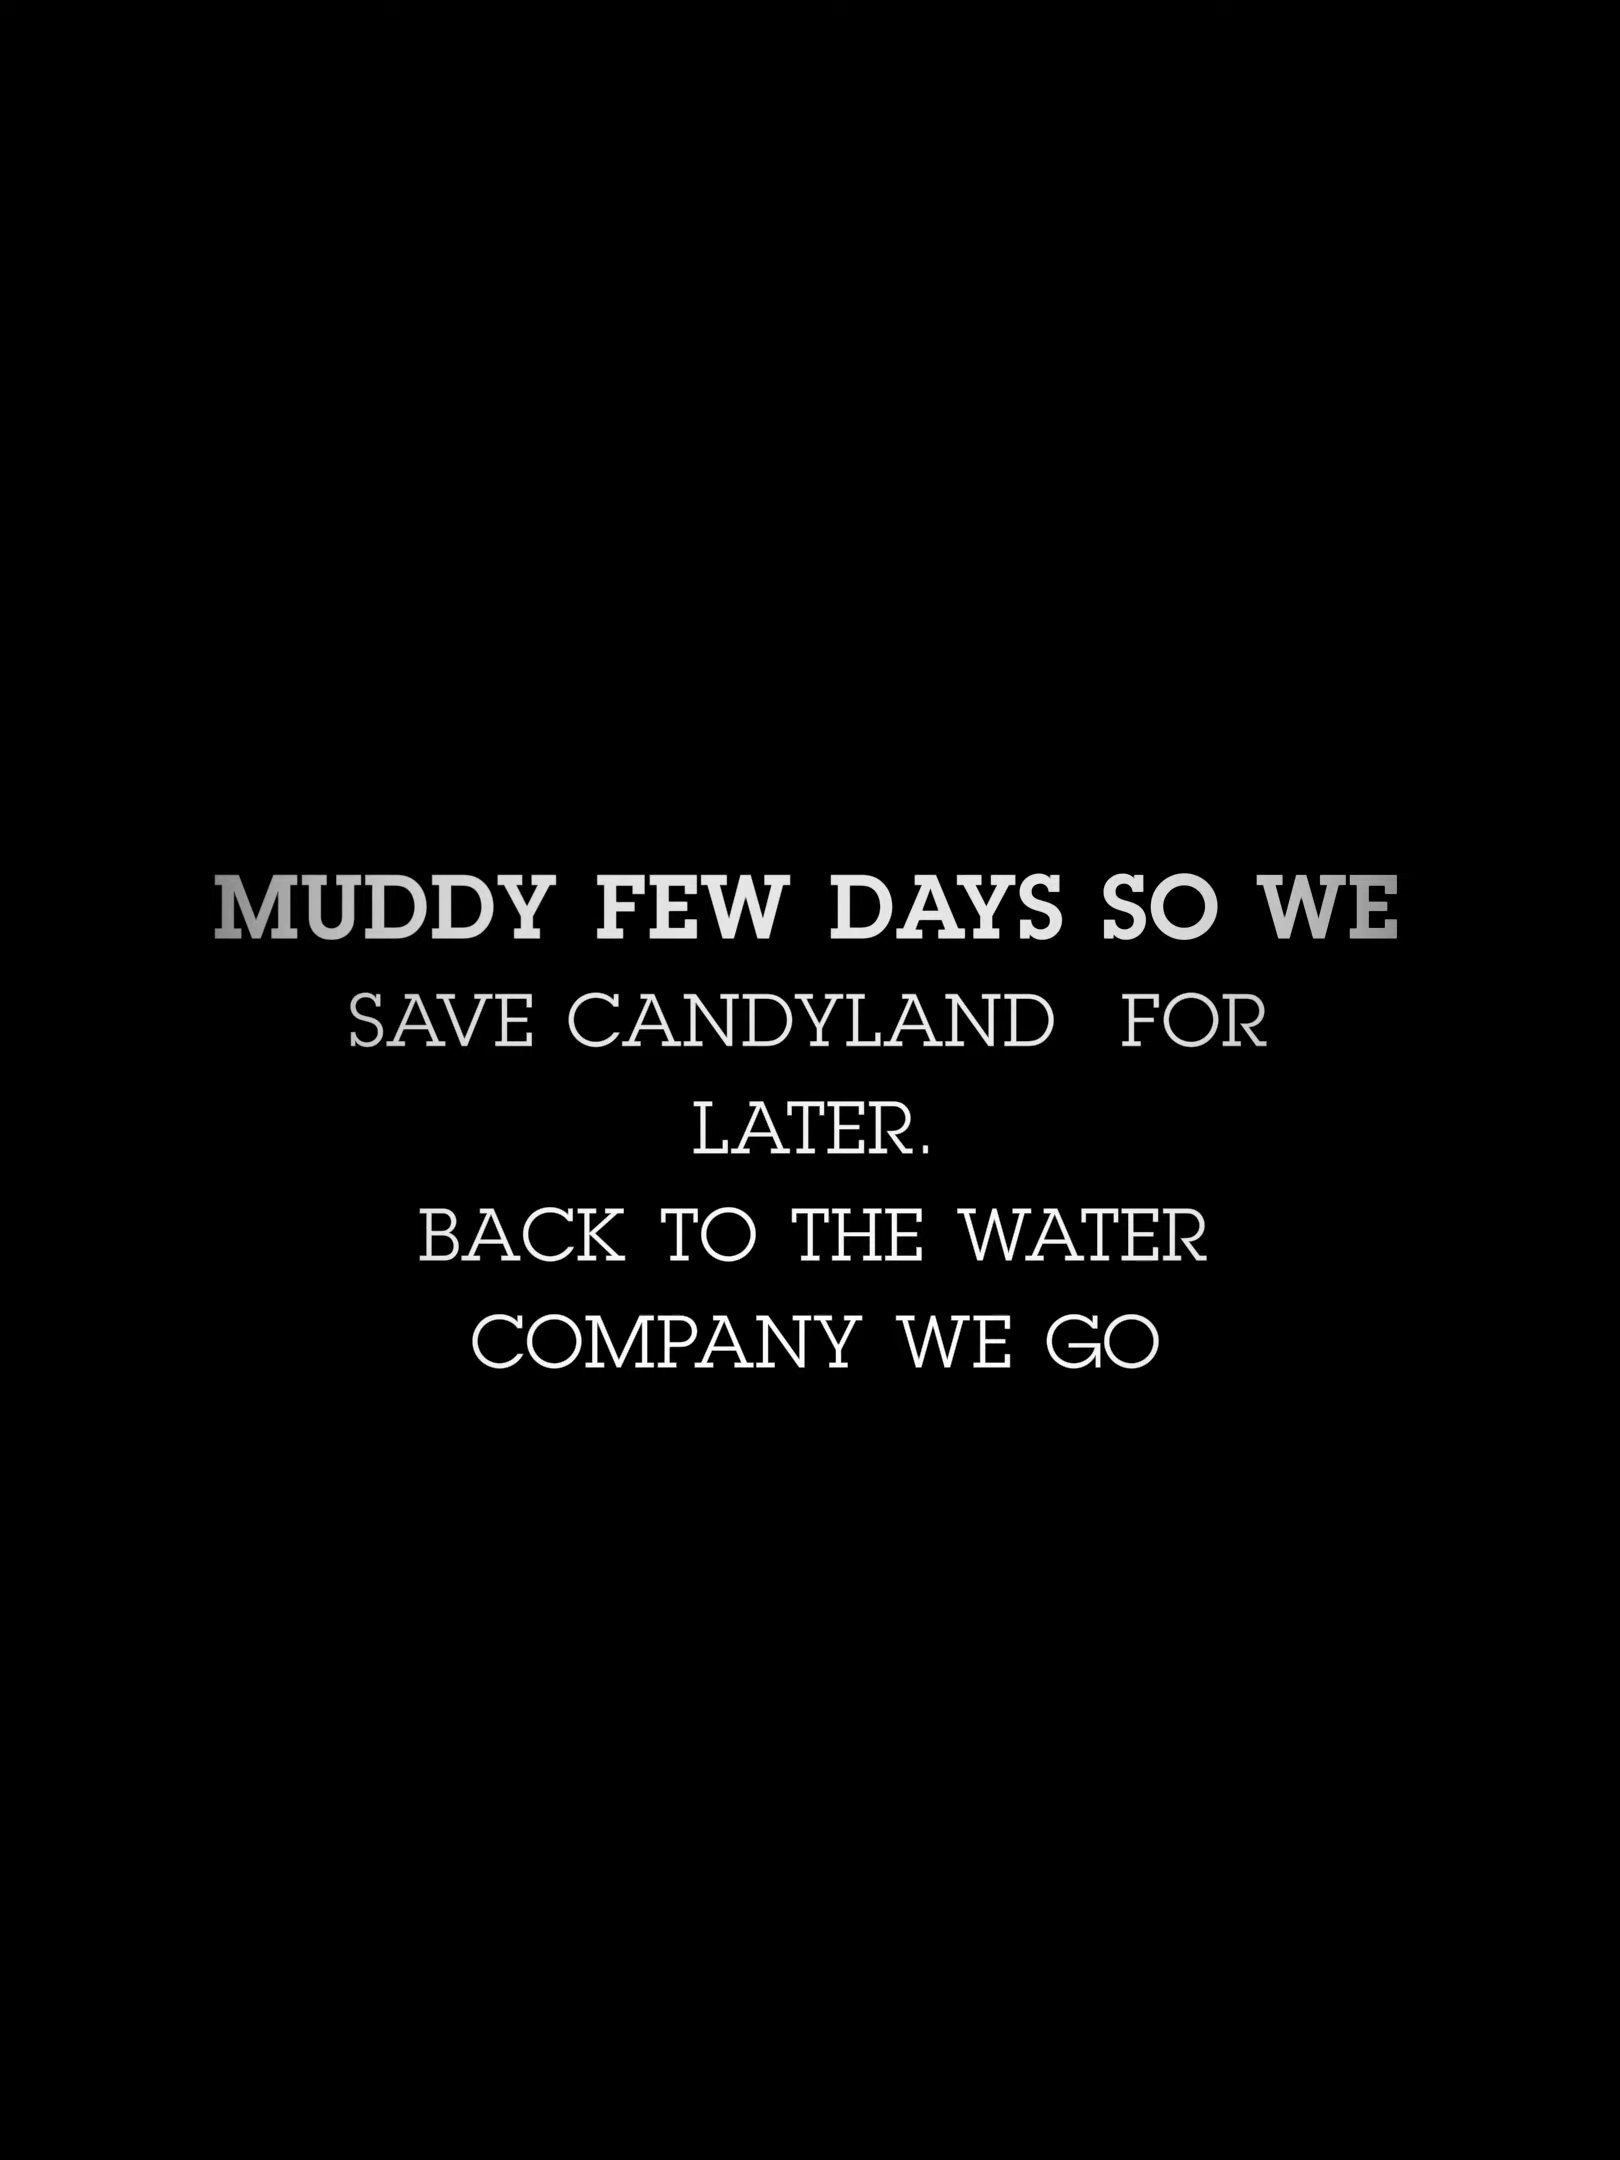 MUDDY FEW DAYS SO WE
SAVE CANDYLAND FOR
LATER.
BACK TO THE WATER
COMPANY WE GO